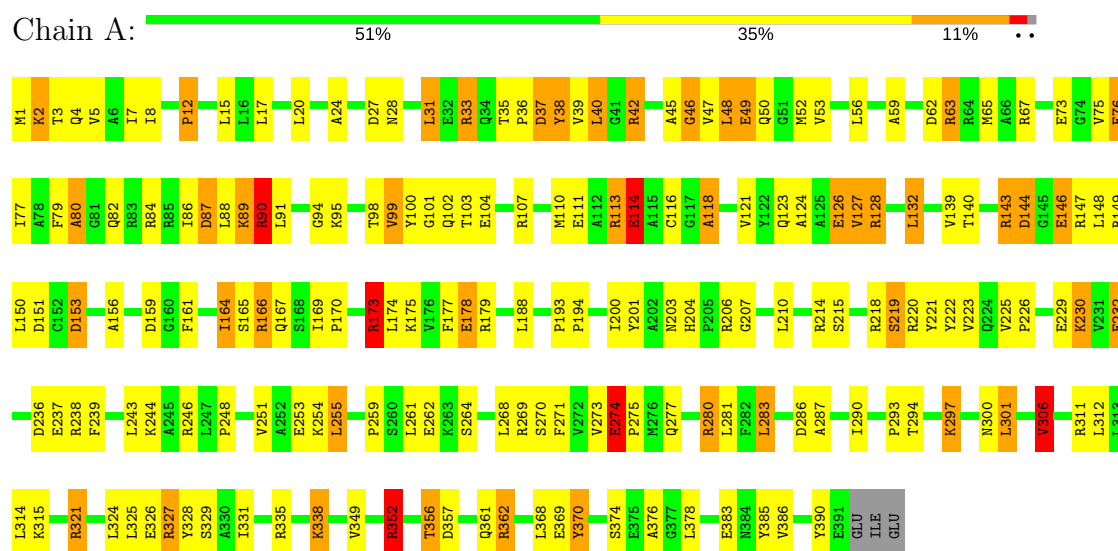 Chain A:
51% 35% 11% • •
M1 K2 T3 Q4 V5 A6 I7 I8 P12 L15 L16 L17 L20 A24 D27 N28 L31 E32 R33 Q34 T35 P36 D37 Y38 V39 L40 G41 R42 A45 G46 V47 L48 E49 Q50 G51 M52 V53 L56 A59 D62 R63 R64 M65 A66 R67 E73 G74 V75 E76
I77 A78 F79 A80 G81 Q82 R83 R84 R85 I86 D87 L88 K89 R90 L91 G94 K95 T98 V99 Y100 G101 Q102 T103 E104 R107 M110 E111 A112 R113 E114 A115 C116 G117 A118 V121 Y122 Q123 A124 A125 E126 V127 R128 L132 V139 T140 R143 D144 G145 E146 R147 L148 R149
L150 D151 C152 D153 A156 D159 G160 F161 I164 S165 R166 Q167 S168 I169 P170 R173 L174 K175 V176 F177 E178 R179 L188 P193 P194 I200 Y201 A202 N203 H204 P205 R206 G207 L210 R214 S215 R218 S219 R220 Y221 Y222 V223 Q224 V225 P226 E229 K230 V231 E232
D236 E237 R238 F239 L243 K244 A245 R246 L247 P248 V251 A252 E253 K254 L255 P259 S260 L261 E262 K263 S264 L268 R269 S270 F271 V272 V273 E274 P275 M276 Q277 R280 L281 F282 L283 D286 A287 I290 P293 T294 K297 N300 L301 V306 R311 L312 L313
L314 K315 R321 L324 L325 E326 R327 Y328 S329 A330 I331 R335 K338 V349 R352 T356 D357 Q361 R362 L368 E369 Y370 S374 E375 A376 G377 L378 E383 N384 Y385 V386 Y390 E391 GLU ILE GLU